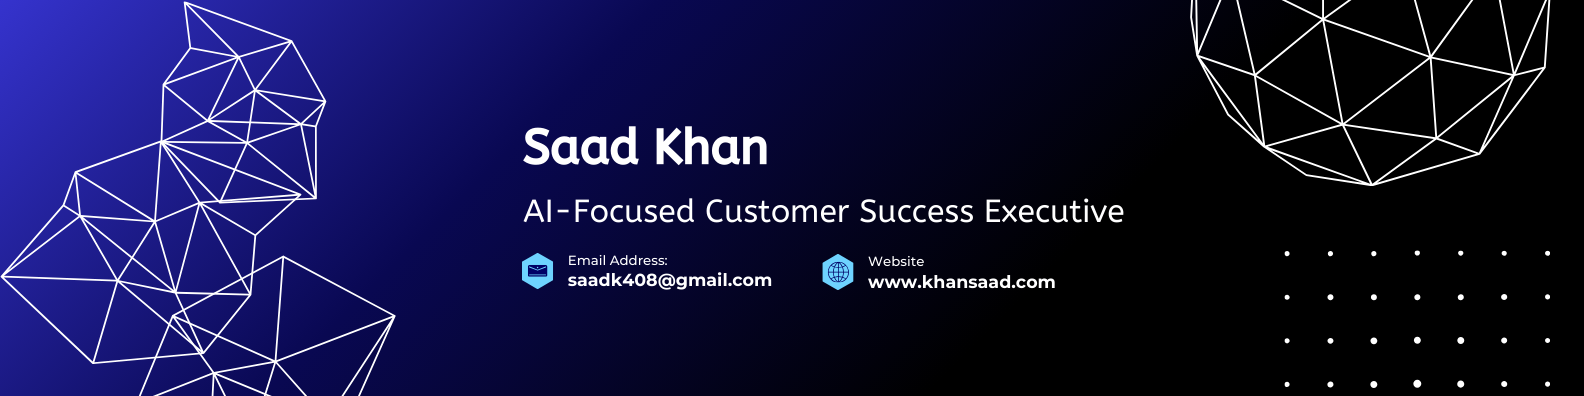 Saad Khan
AI-Focused Customer Success Executive
Email Address:
saadk408@gmail.com
Website
www.khansaad.com